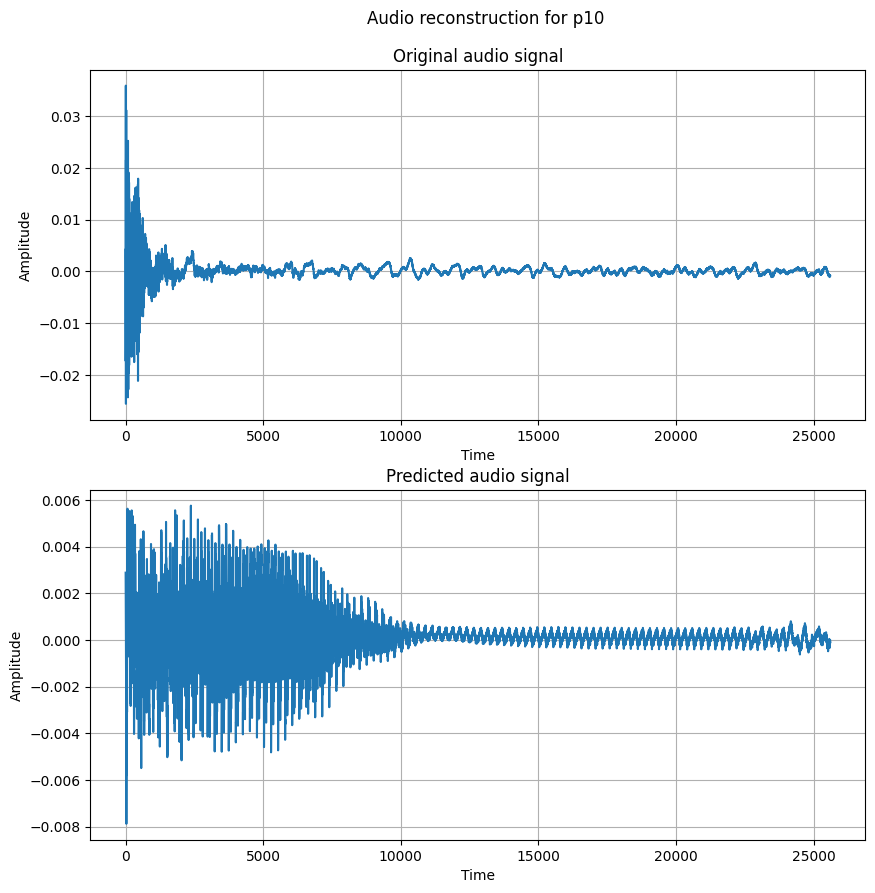 Audio reconstruction for p10
Original audio signal
0.03
0.02
0.01
0.00
−0.01
−0.02
Amplitude
0 5000 10000 15000 20000 25000
Time
Predicted audio signal
0.006
0.004
0.002
0.000
−0.002
−0.004
−0.006
−0.008
Amplitude
0 5000 10000 15000 20000 25000
Time